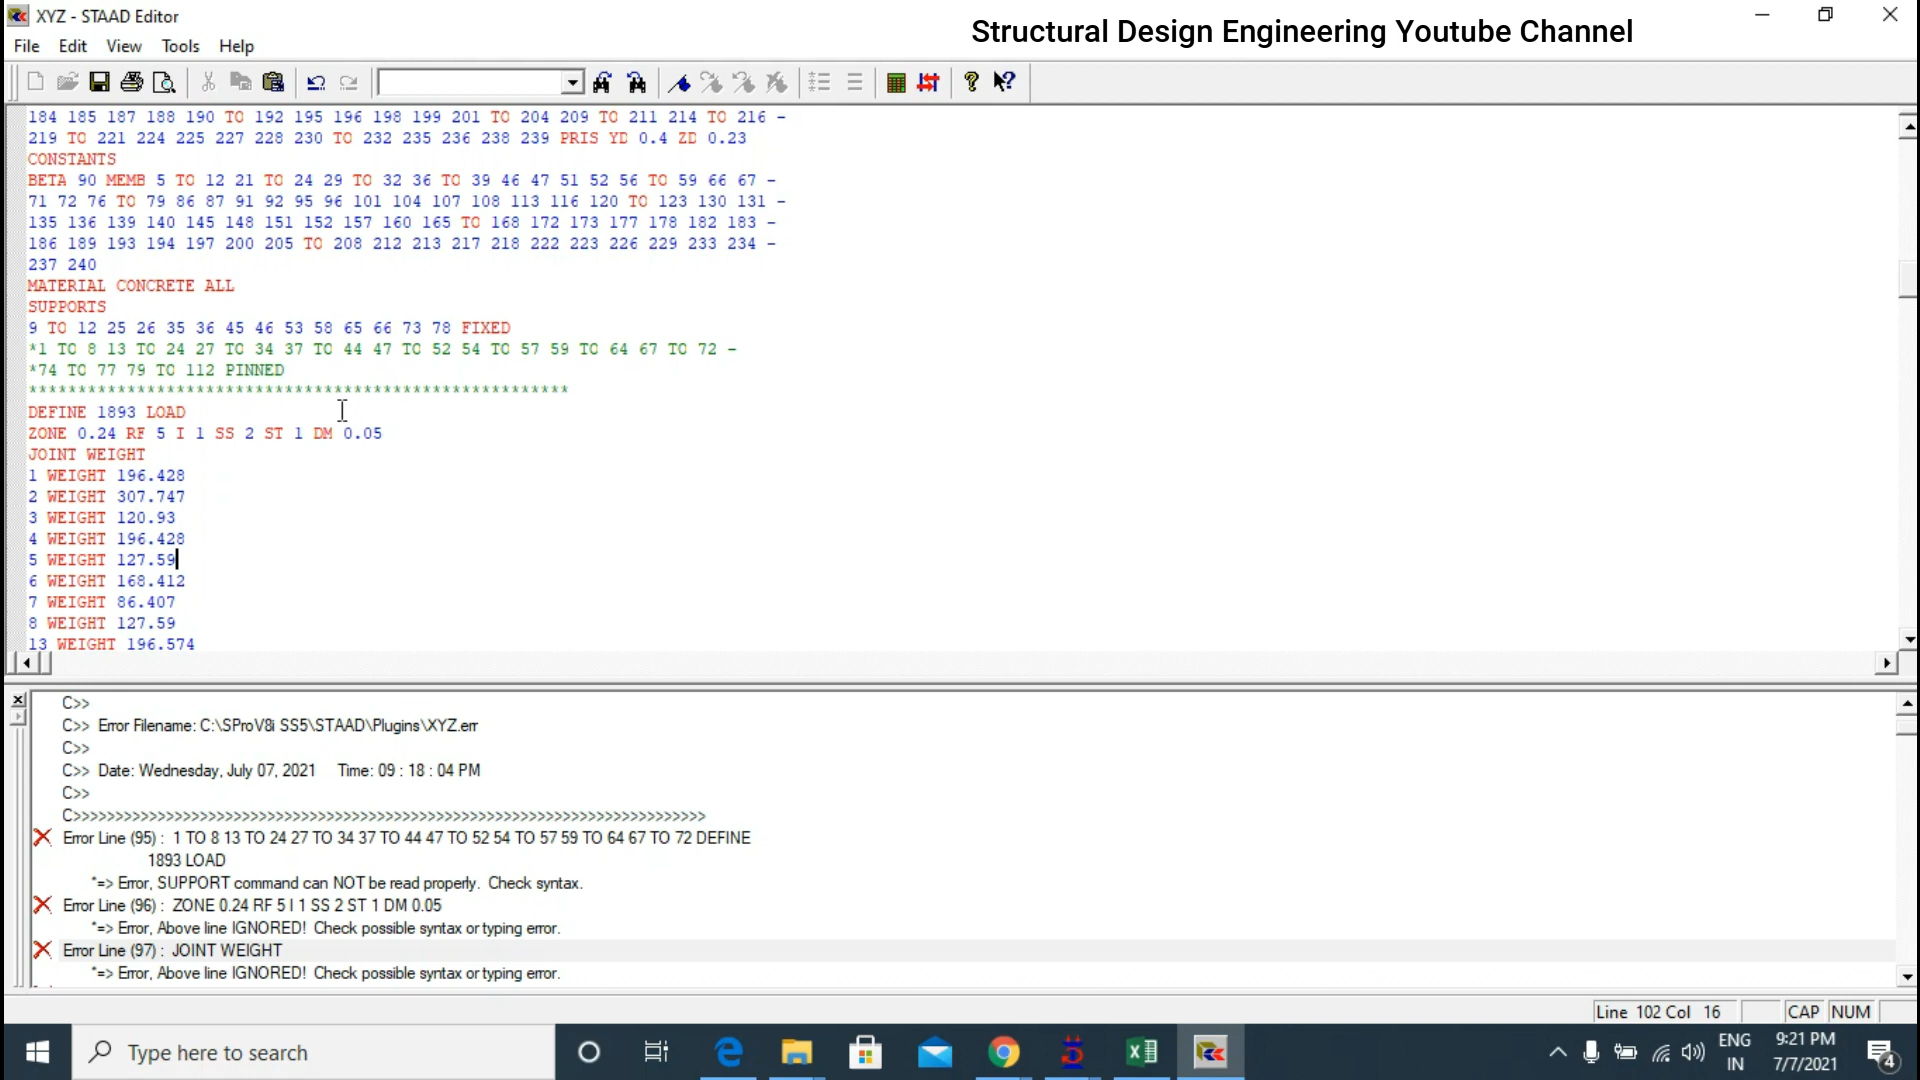 XYZ - STAAD Editor
Structural Design Engineering Youtube Channel
File Edit View Tools Help
184 185 187 188 190 TO 192 195 196 198 199 201 TO 204 209 TO 211 214 TO 216 -
219 TO 221 224 225 227 228 230 TO 232 235 236 238 239 PRIS YD 0.4 ZD 0.23
CONSTANTS
BETA 90 MEMB 5 TO 12 21 TO 24 29 TO 32 36 TO 39 46 47 51 52 56 TO 59 66 67 -
71 72 76 TO 79 86 87 91 92 95 96 101 104 107 108 113 116 120 TO 123 130 131 -
135 136 139 140 145 148 151 152 157 160 165 TO 168 172 173 177 178 182 183 -
186 189 193 194 197 200 205 TO 208 212 213 217 218 222 223 226 229 233 234 -
237 240
MATERIAL CONCRETE ALL
SUPPORTS
9 TO 12 25 26 35 36 45 46 53 58 65 66 73 78 FIXED
*1 TO 8 13 TO 24 27 TO 34 37 TO 44 47 TO 52 54 TO 57 59 TO 64 67 TO 72 -
*74 TO 77 79 TO 112 PINNED
*******************************************************
DEFINE 1893 LOAD
ZONE 0.24 RF 5 I 1 SS 2 ST 1 DM 0.05
JOINT WEIGHT
1 WEIGHT 196.428
2 WEIGHT 307.747
3 WEIGHT 120.93
4 WEIGHT 196.428
5 WEIGHT 127.59
6 WEIGHT 168.412
7 WEIGHT 86.407
8 WEIGHT 127.59
13 WEIGHT 196.574
C>>
C>> Error Filename: C:\SProV8i SS5\STAAD\Plugins\XYZ.err
C>>
C>> Date: Wednesday, July 07, 2021 Time: 09 : 18 : 04 PM
C>>
C>>>>>>>>>>>>>>>>>>>>>>>>>>>>>>>>>>>>>>>>>>>>>>>>>>>>>>>>>>>>>>>>>>>>>>>>
Error Line (95) : 1 TO 8 13 TO 24 27 TO 34 37 TO 44 47 TO 52 54 TO 57 59 TO 64 67 TO 72 DEFINE
1893 LOAD
*=> Error, SUPPORT command can NOT be read properly. Check syntax.
Error Line (96) : ZONE 0.24 RF 5 I 1 SS 2 ST 1 DM 0.05
*=> Error, Above line IGNORED! Check possible syntax or typing error.
Error Line (97) : JOINT WEIGHT
*=> Error, Above line IGNORED! Check possible syntax or typing error.
Line 102 Col 16 CAP NUM
Type here to search
ENG
IN
9:21 PM
7/7/2021
4